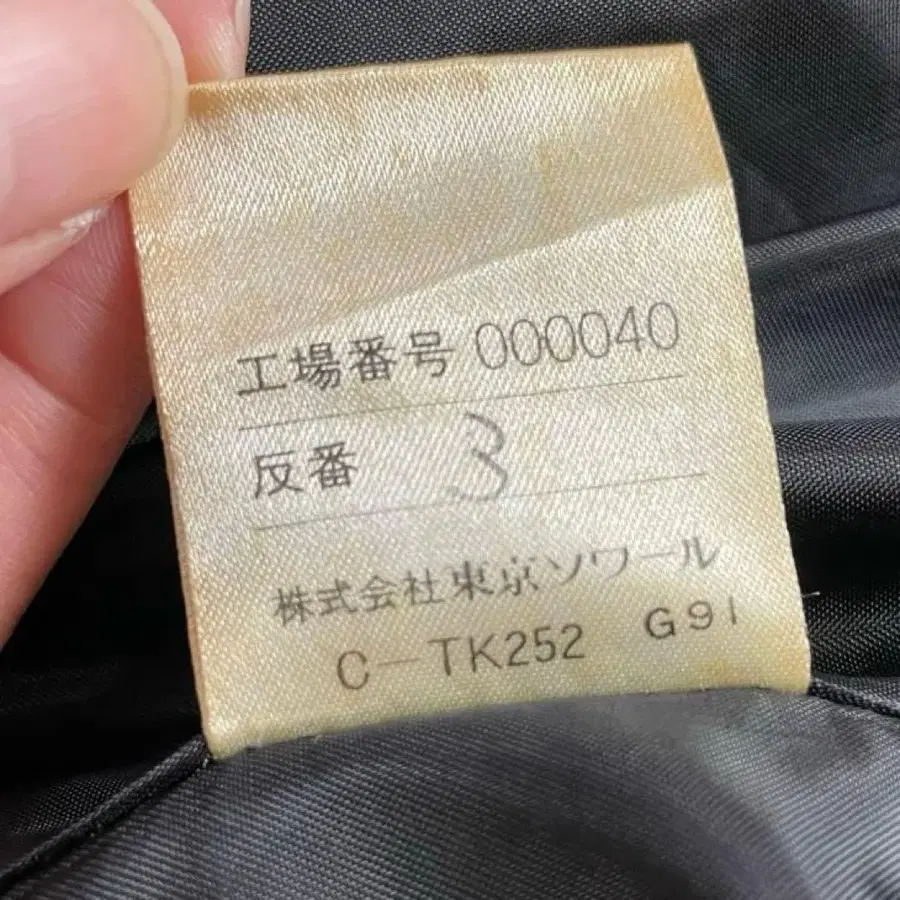 工場番号 000040
反番 3
株式会社東京ソワール
C-TK252 G91